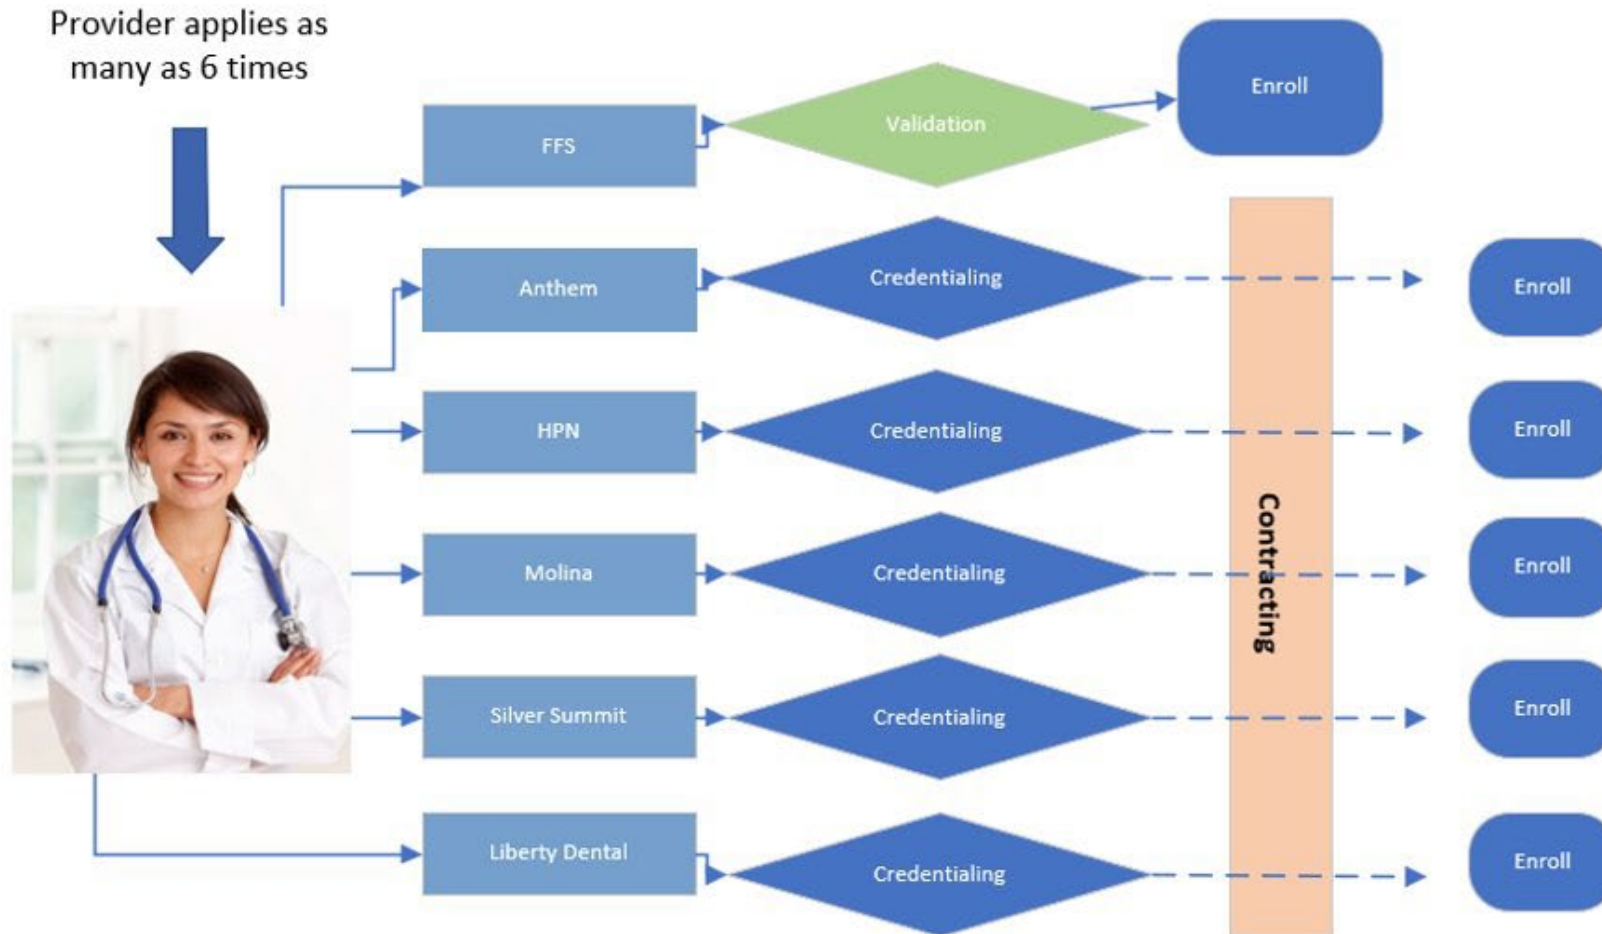 Provider applies as
many as 6 times
FFS
Validation
Enroll
Anthem
Credentialing
Enroll
HPN
Credentialing
Enroll
Molina
Credentialing
Contracting
Enroll
Silver Summit
Credentialing
Enroll
Liberty Dental
Credentialing
Enroll